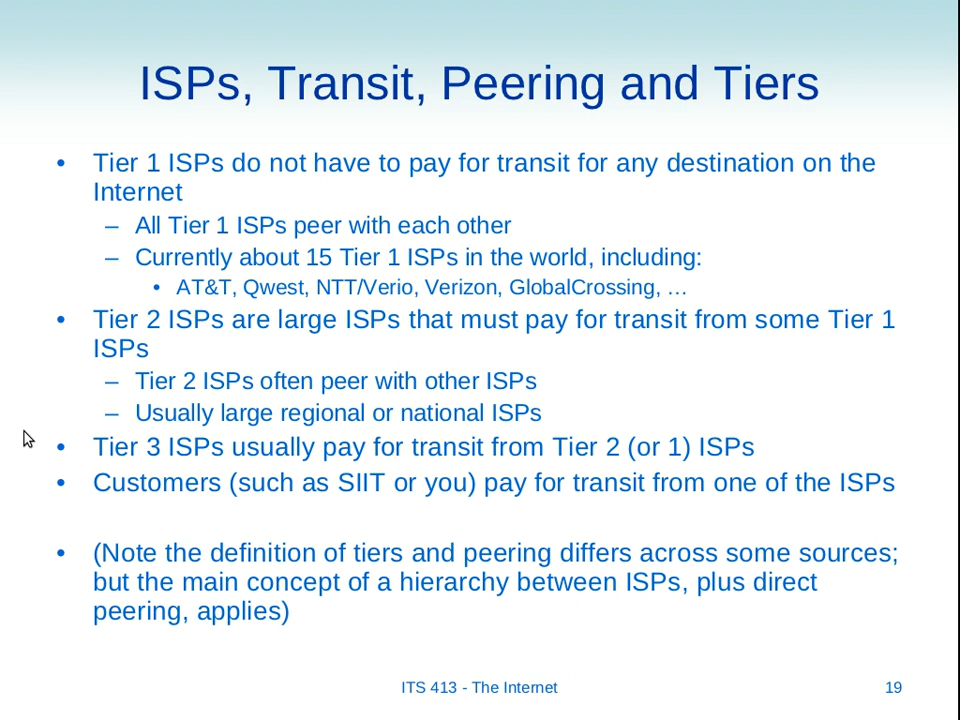 ISPs, Transit, Peering and Tiers
• Tier 1 ISPs do not have to pay for transit for any destination on the
Internet
– All Tier 1 ISPs peer with each other
– Currently about 15 Tier 1 ISPs in the world, including:
• AT&T, Qwest, NTT/Verio, Verizon, GlobalCrossing, …
• Tier 2 ISPs are large ISPs that must pay for transit from some Tier 1
ISPs
– Tier 2 ISPs often peer with other ISPs
– Usually large regional or national ISPs
• Tier 3 ISPs usually pay for transit from Tier 2 (or 1) ISPs
• Customers (such as SIIT or you) pay for transit from one of the ISPs
• (Note the definition of tiers and peering differs across some sources;
but the main concept of a hierarchy between ISPs, plus direct
peering, applies)
ITS 413 - The Internet
19